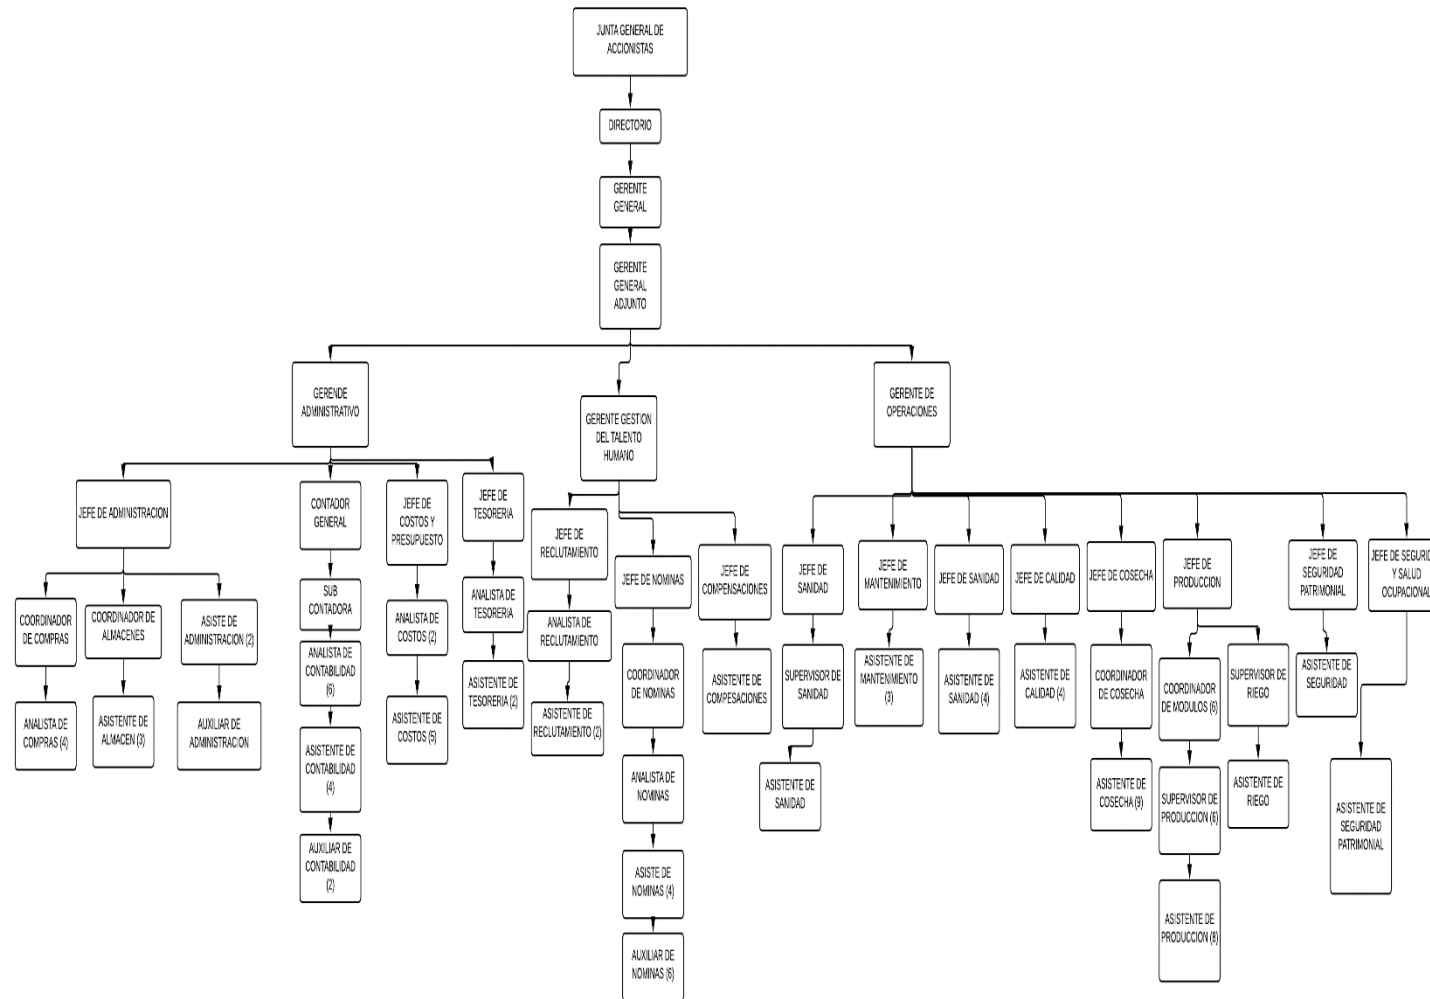 JUNTA GENERAL DE
ACCIONISTAS
DIRECTORIO
GERENTE
GENERAL
GERENTE
GENERAL
ADJUNTO
GERENDE
ADMINISTRATIVO
GERENTE GESTION
DEL TALENTO
HUMANO
GERENTE DE
OPERACIONES
JEFE DE ADMINISTRACION
CONTADOR
GENERAL
JEFE DE
COSTOS Y
PRESUPUESTO
JEFE DE
TESORERIA
JEFE DE
RECLUTAMIENTO
JEFE DE NOMINAS
JEFE DE
COMPENSACIONES
JEFE DE
SANIDAD
JEFE DE
MANTENIMIENTO
JEFE DE SANIDAD
JEFE DE CALIDAD
JEFE DE COSECHA
JEFE DE
PRODUCCION
JEFE DE
SEGURIDAD
PATRIMONIAL
JEFE DE SEGURID
Y SALUD
OCUPACIONAL
COORDINADOR
DE COMPRAS
COORDINADOR DE
ALMACENES
ASISTE DE
ADMINISTRACION (2)
SUB
CONTADORA
ANALISTA DE
COSTOS (2)
ANALISTA DE
TESORERIA
ANALISTA DE
RECLUTAMIENTO
COORDINADOR
DE NOMINAS
ASISTENTE DE
COMPESACIONES
SUPERVISOR DE
SANIDAD
ASISTENTE DE
MANTENIMIENTO
(3)
ASISTENTE DE
SANIDAD (4)
ASISTENTE DE
CALIDAD (4)
COORDINADOR
DE COSECHA
COORDINADOR
DE MODULOS (6)
SUPERVISOR
DE RIEGO
ASISTENTE DE
SEGURIDAD
ANALISTA DE
COMPRAS (4)
ASISTENTE DE
ALMACEN (3)
AUXILIAR DE
ADMINISTRACION
ANALISTA DE
CONTABILIDAD
(6)
ASISTENTE DE
COSTOS (5)
ASISTENTE DE
TESORERIA (2)
ASISTENTE DE
RECLUTAMIENTO (2)
ANALISTA DE
NOMINAS
ASISTENTE DE
SANIDAD
ASISTENTE DE
COSECHA (9)
SUPERVISOR DE
PRODUCCION (6)
ASISTENTE DE
RIEGO
ASISTENTE DE
SEGURIDAD
PATRIMONIAL
ASISTENTE DE
CONTABILIDAD
(4)
AUXILIAR DE
CONTABILIDAD
(2)
ASISTE DE
NOMINAS (4)
AUXILIAR DE
NOMINAS (6)
ASISTENTE DE
PRODUCCION (8)